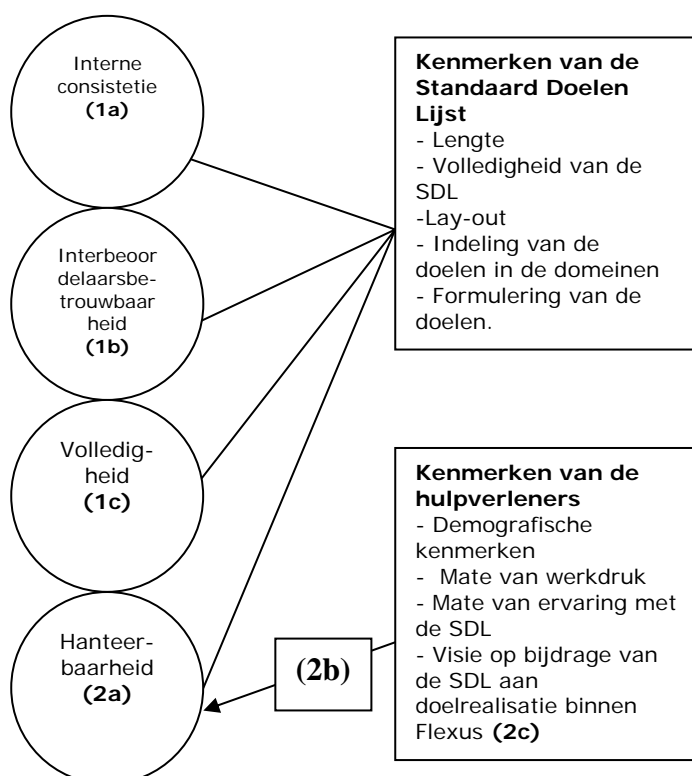 Interne
consistetie
(1a)
Interbeoor
delaarsbe-
trouwbaar
heid
(1b)
Volledig-
heid
(1c)
Hanteer-
baarheid
(2a)
Kenmerken van de
Standaard Doelen
Lijst
- Lengte
- Volledigheid van de
SDL
-Lay-out
- Indeling van de
doelen in de domeinen
- Formulering van de
doelen.
(2b)
Kenmerken van de
hulpverleners
- Demografische
kenmerken
- Mate van werkdruk
- Mate van ervaring met
de SDL
- Visie op bijdrage van
de SDL aan
doelrealisatie binnen
Flexus (2c)